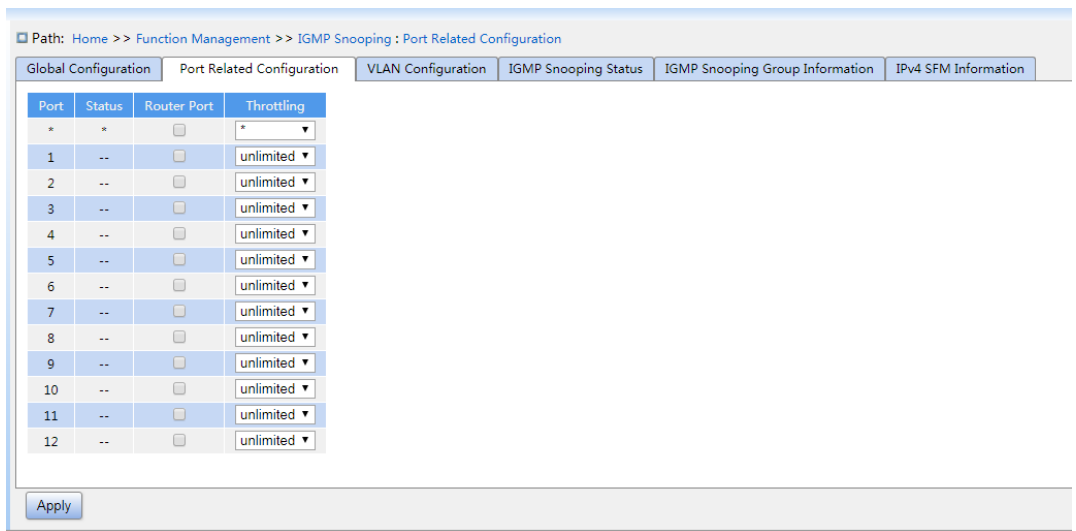 Path: Home >> Function Management >> IGMP Snooping : Port Related Configuration
Global Configuration Port Related Configuration VLAN Configuration IGMP Snooping Status IGMP Snooping Group Information IPv4 SFM Information
Port Status Router Port Throttling
* * *
1 -- unlimited
2 -- unlimited
3 -- unlimited
4 -- unlimited
5 -- unlimited
6 -- unlimited
7 -- unlimited
8 -- unlimited
9 -- unlimited
10 -- unlimited
11 -- unlimited
12 -- unlimited
Apply